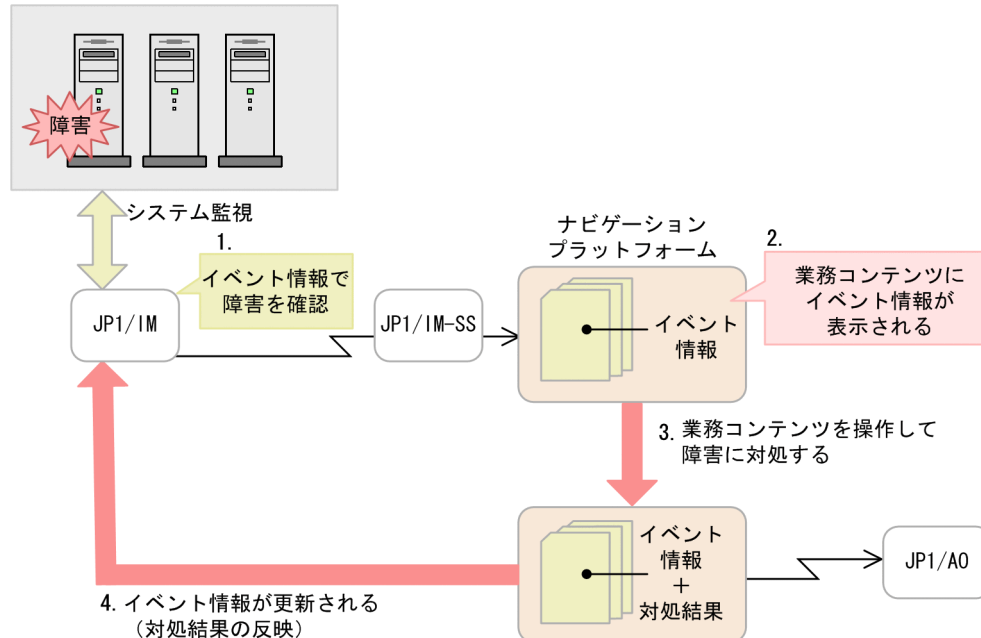 障害
システム監視
1.
イベント情報で
障害を確認
JP1/IM
JP1/IM-SS
ナビゲーション
プラットフォーム
イベント
情報
2.
業務コンテンツに
イベント情報が
表示される
3. 業務コンテンツを操作して
障害に対処する
イベント
情報
+
対処結果
JP1/AO
4. イベント情報が更新される
(対処結果の反映)